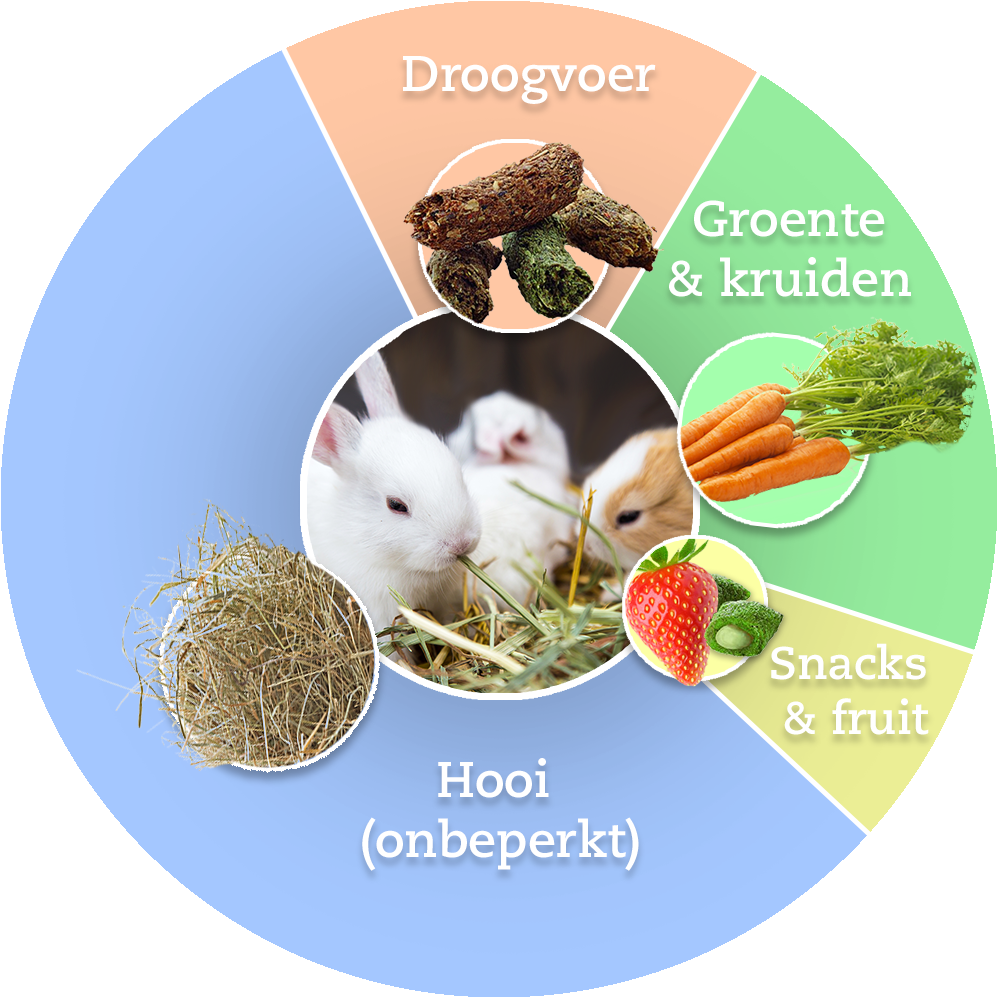 Droogvoer
Groente
& kruiden
Snacks
& fruit
Hooi
(onbeperkt)